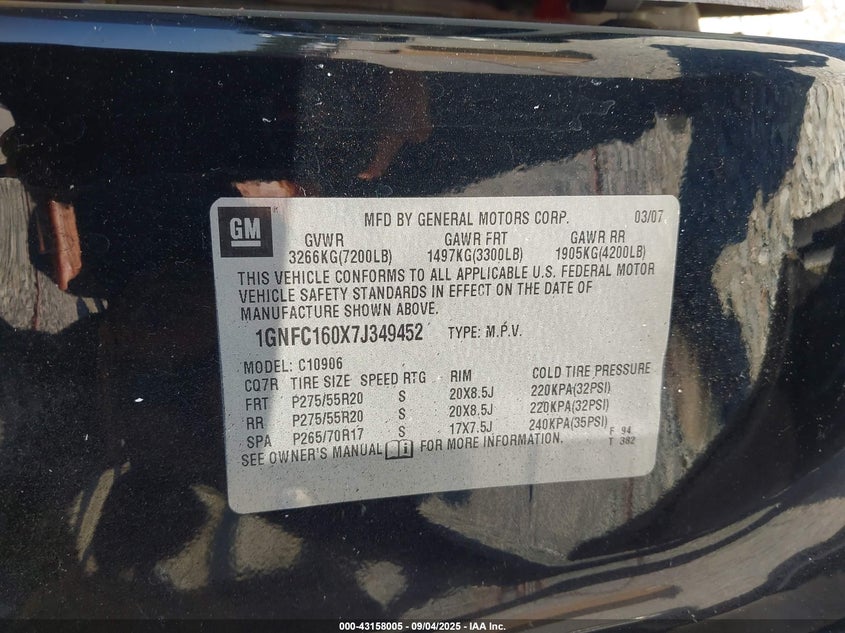 GM
MFD BY GENERAL MOTORS CORP. 03/07
GVWR GAWR FRT GAWR RR
3266KG(7200LB) 1497KG(3300LB) 1905KG(4200LB)
THIS VEHICLE CONFORMS TO ALL APPLICABLE U.S. FEDERAL MOTOR
VEHICLE SAFETY STANDARDS IN EFFECT ON THE DATE OF
MANUFACTURE SHOWN ABOVE.
1GNFC160X7J349452 TYPE: M.P.V.
MODEL: C10906
CQ7R TIRE SIZE SPEED RTG RIM COLD TIRE PRESSURE
FRT P275/55R20 S 20X8.5J 220KPA(32PSI)
RR P275/55R20 S 20X8.5J 220KPA(32PSI)
SPA P265/70R17 S 17X7.5J 240KPA(35PSI)
SEE OWNER'S MANUAL FOR MORE INFORMATION.
F 94
T 382
000-43158005 - 09/04/2025 - IAA Inc.